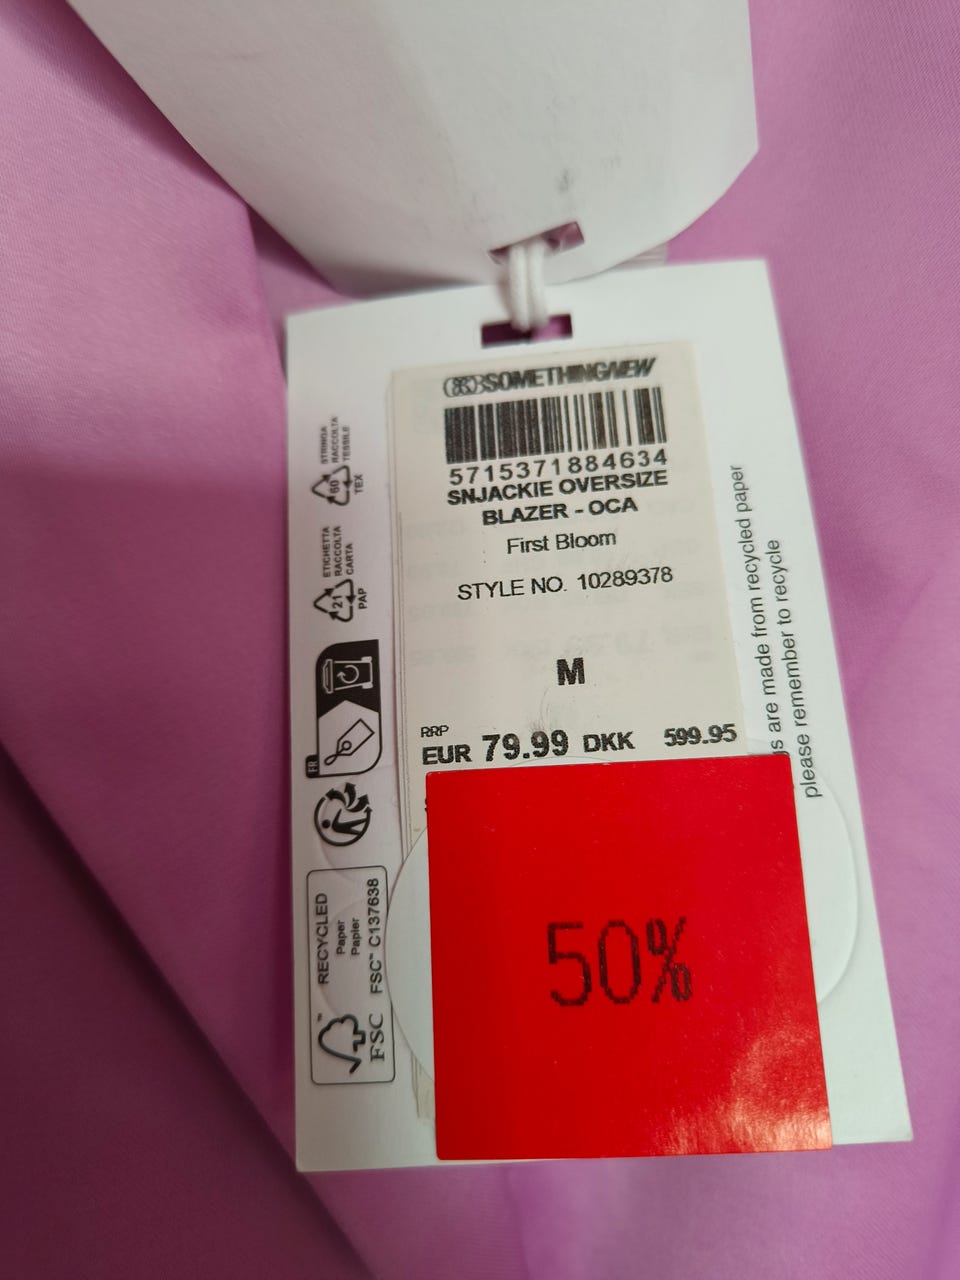 SOMETHINGNEW
5715371884634
SNJACKIE OVERSIZE
BLAZER - OCA
First Bloom
STYLE NO. 10289378
M
RRP
EUR 79.99 DKK 599.95
50%
STRINGA
RACCOLTA
TESSILE
60
TEX
ETICHETTA
RACCOLTA
CARTA
21
PAP
FR
RECYCLED
Paper
Papier
FSC™ C137638
FSC
are made from recycled paper
please remember to recycle